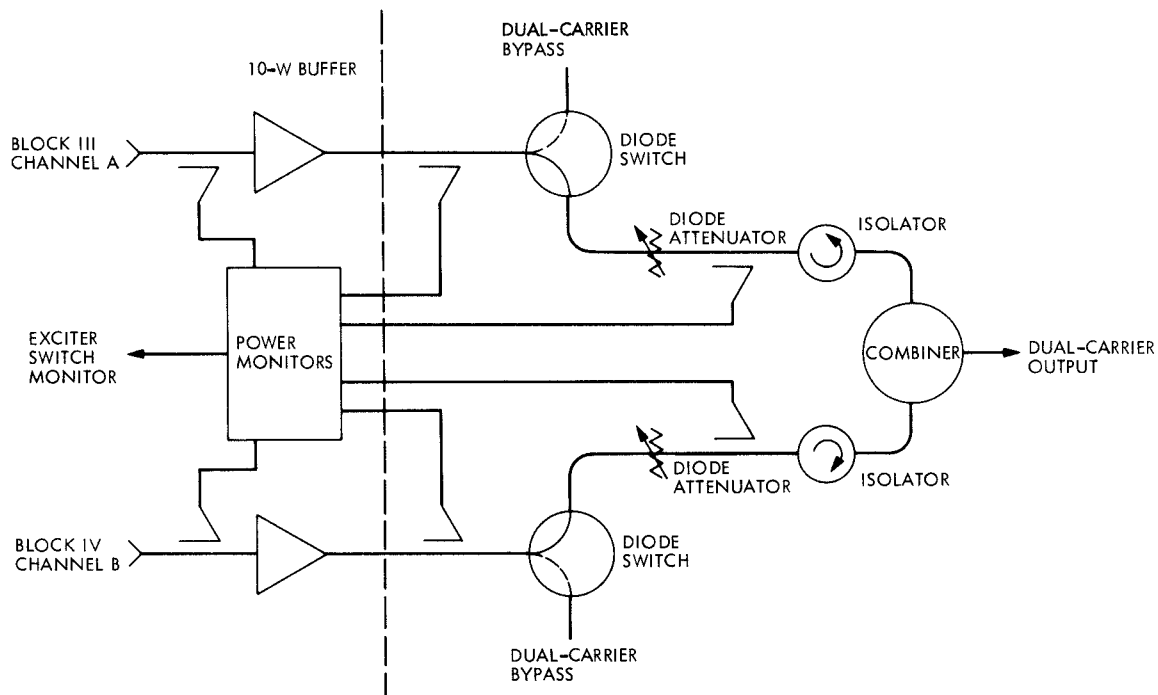 DUAL-CARRIER
BYPASS
10-W BUFFER
BLOCK III
CHANNEL A
DIODE
SWITCH
DIODE
ATTENUATOR
ISOLATOR
EXCITER
SWITCH
MONITOR
POWER
MONITORS
COMBINER
DUAL-CARRIER
OUTPUT
DIODE
ATTENUATOR
ISOLATOR
BLOCK IV
CHANNEL B
DIODE
SWITCH
DUAL-CARRIER
BYPASS